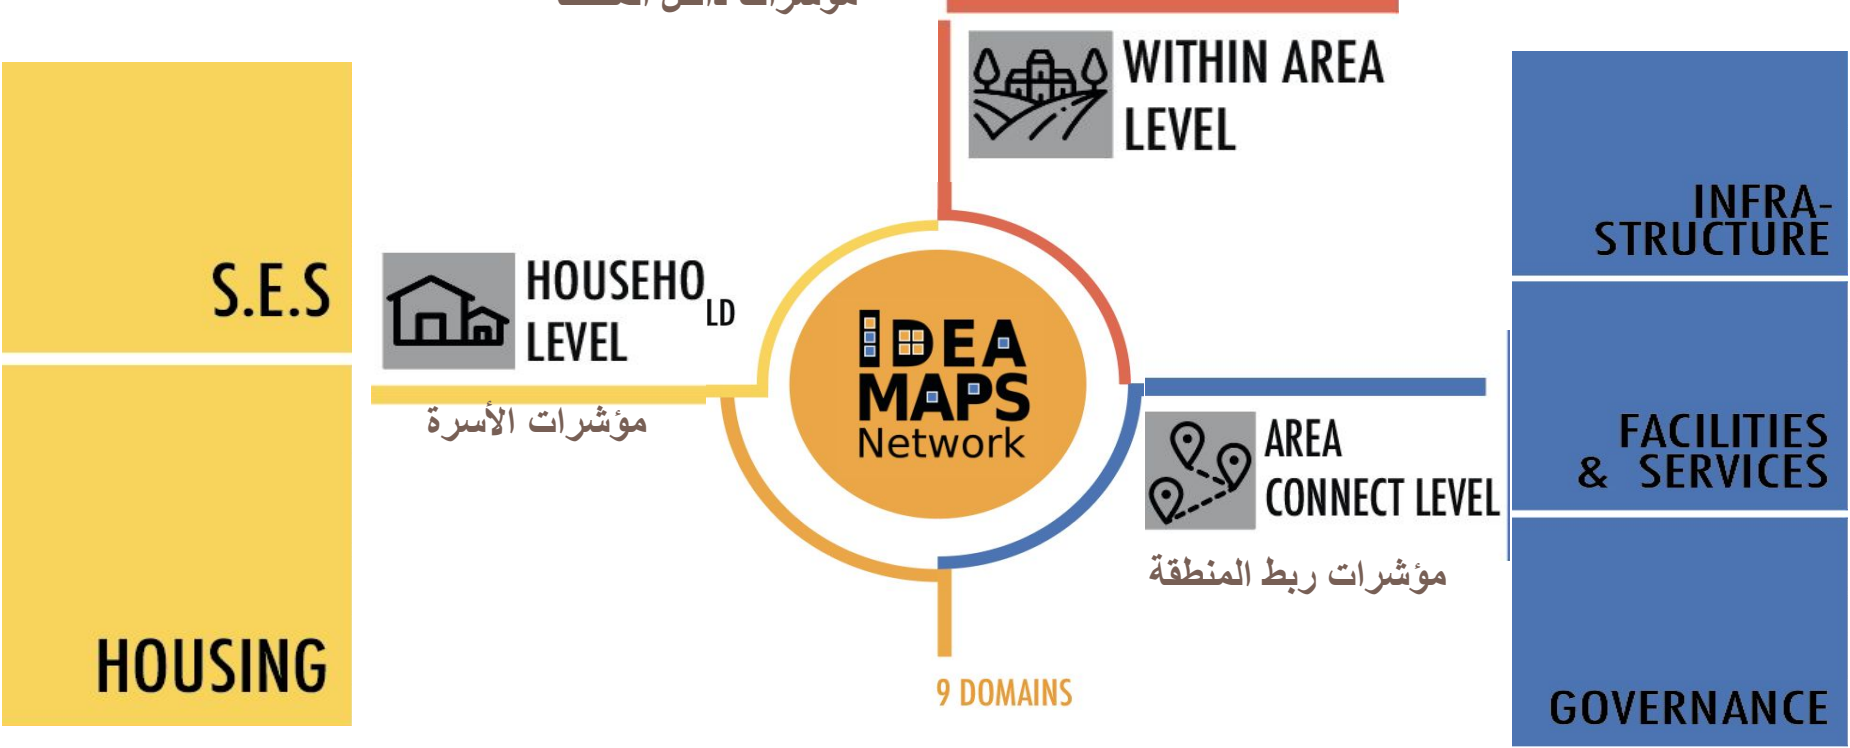 WITHIN AREA
LEVEL
S.E.S
HOUSING
HOUSEHO
LD
LEVEL
مؤشرات الأسرة
IDEA
MAPS
Network
AREA
CONNECT LEVEL
مؤشرات ربط المنطقة
9 DOMAINS
INFRA-
STRUCTURE
FACILITIES
& SERVICES
GOVERNANCE